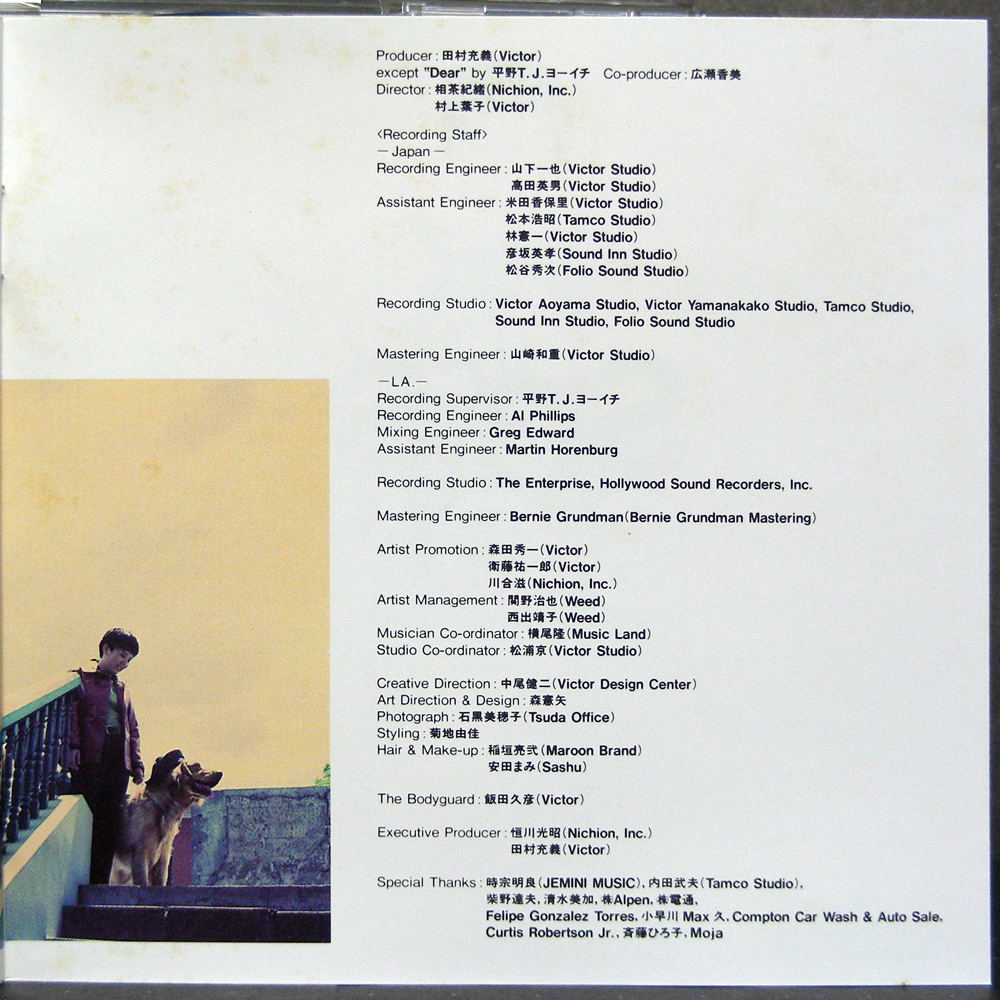 Producer : 田村充義(Victor)
except "Dear" by 平野T.J.ヨーイチ Co-producer : 広瀬香美
Director : 相茶紀緒(Nichion, Inc.)
村上葉子(Victor)
〈Recording Staff〉
— Japan —
Recording Engineer : 山下一也(Victor Studio)
高田英男(Victor Studio)
Assistant Engineer : 米田香保里(Victor Studio)
松本浩昭(Tamco Studio)
林憲一(Victor Studio)
彦坂英孝(Sound Inn Studio)
松谷秀次(Folio Sound Studio)
Recording Studio : Victor Aoyama Studio, Victor Yamanakako Studio, Tamco Studio,
Sound Inn Studio, Folio Sound Studio
Mastering Engineer : 山崎和重(Victor Studio)
—L.A.—
Recording Supervisor : 平野T.J.ヨーイチ
Recording Engineer : Al Phillips
Mixing Engineer : Greg Edward
Assistant Engineer : Martin Horenburg
Recording Studio : The Enterprise, Hollywood Sound Recorders, Inc.
Mastering Engineer : Bernie Grundman(Bernie Grundman Mastering)
Artist Promotion : 森田秀一(Victor)
衛藤祐一郎(Victor)
川合滋(Nichion, Inc.)
Artist Management : 関野治也(Weed)
西出靖子(Weed)
Musician Co-ordinator : 横尾隆(Music Land)
Studio Co-ordinator : 松浦京(Victor Studio)
Creative Direction : 中尾健二(Victor Design Center)
Art Direction & Design : 森憲矢
Photograph : 石黒美穂子(Tsuda Office)
Styling : 菊地由佳
Hair & Make-up : 稲垣亮弐(Maroon Brand)
安田まみ(Sashu)
The Bodyguard : 飯田久彦(Victor)
Executive Producer : 恒川光昭(Nichion, Inc.)
田村充義(Victor)
Special Thanks : 時宗明良(JEMINI MUSIC), 内田武夫(Tamco Studio),
柴野達夫, 清水美加, ㈱Alpen, ㈱電通,
Felipe Gonzalez Torres, 小早川 Max 久, Compton Car Wash & Auto Sale,
Curtis Robertson Jr., 斉藤ひろ子, Moja